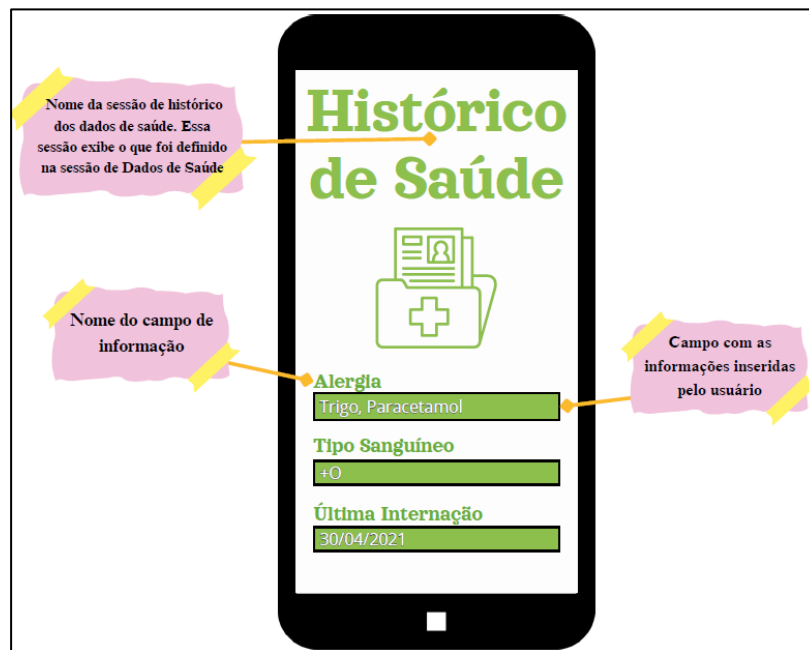 Nome da sessão de histórico
dos dados de saúde. Essa
sessão exibe o que foi definido
na sessão de Dados de Saúde
Histórico
de Saúde
Nome do campo de
informação
Campo com as
informações inseridas
pelo usuário
Alergia
Trigo, Paracetamol
Tipo Sanguíneo
+O
Última Internação
30/04/2021